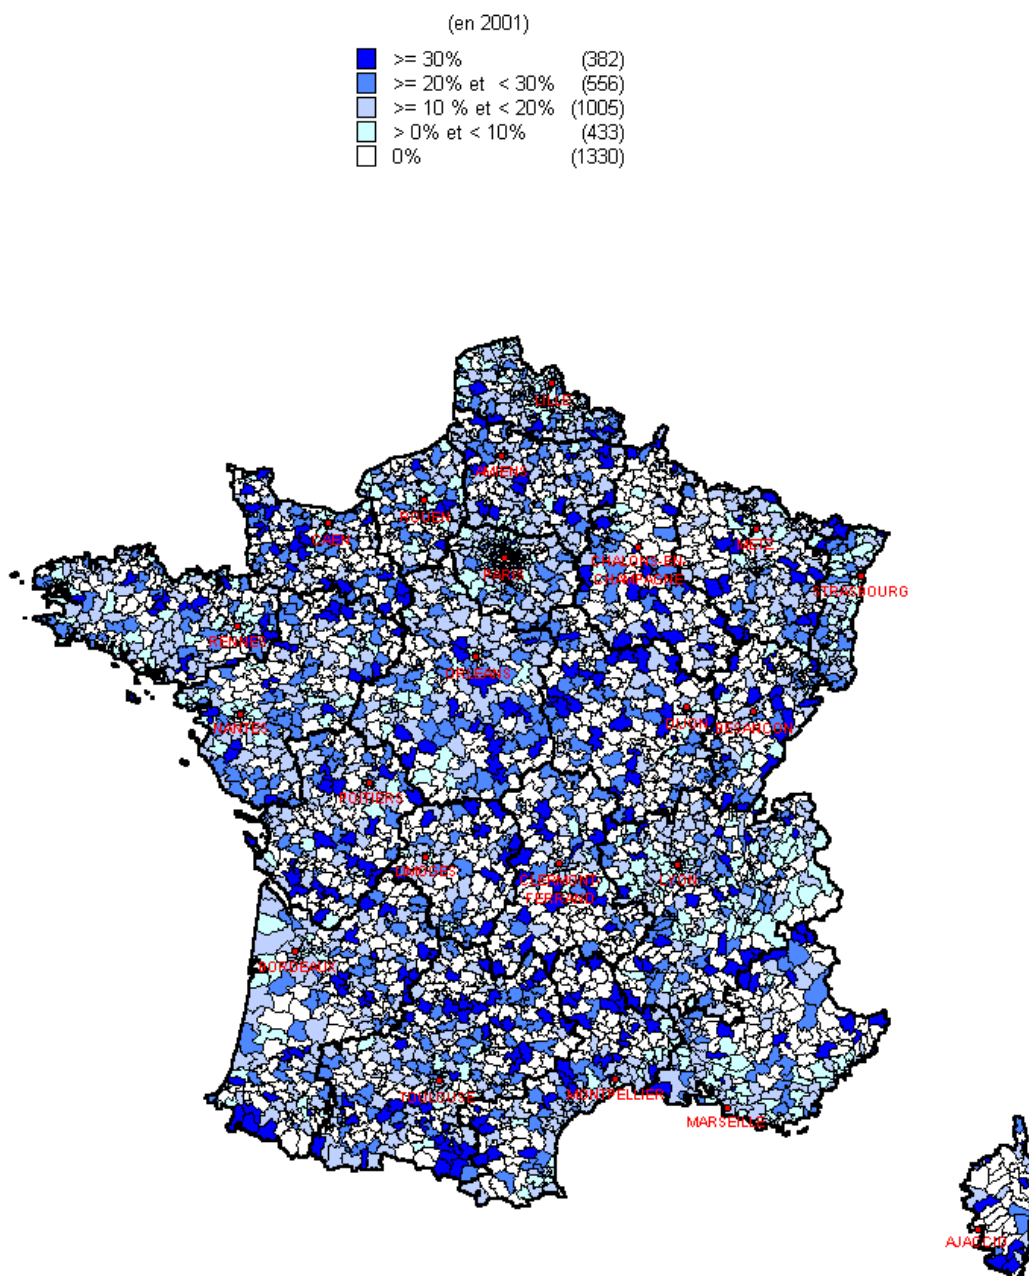 (en 2001)
>= 30% (382)
>= 20% et < 30% (556)
>= 10 % et < 20% (1005)
> 0% et < 10% (433)
0% (1330)
LILLE
AMIENS
ROUEN
CAEN
PARIS
CHALONS-EN-
CHAMPAGNE
METZ
STRASBOURG
RENNES
ORLEANS
NANTES
DIJON
BESANCON
POITIERS
LIMOGES
CLERMONT-
FERRAND
LYON
BORDEAUX
TOULOUSE
MONTPELLIER
MARSEILLE
AJACCIO